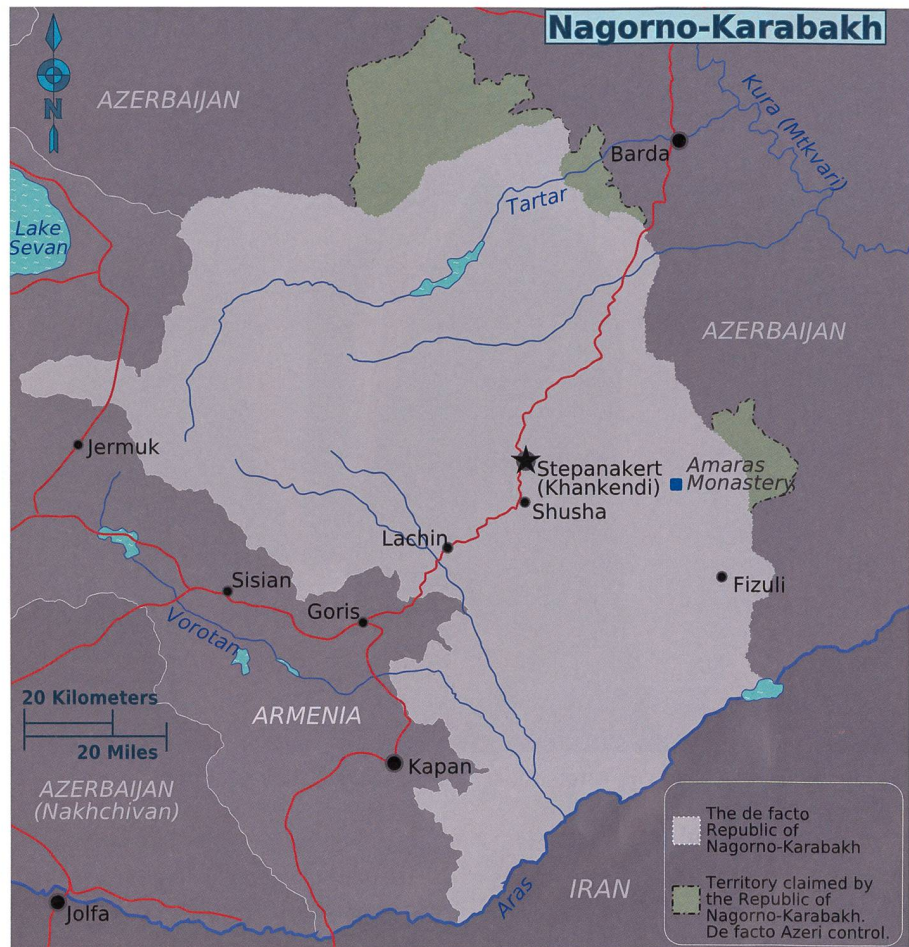 Nagorno-Karabakh
N
AZERBAIJAN
Kura (Mtkvari)
Barda
Tartar
Lake
Sevan
AZERBAIJAN
Jermuk
Stepanakert
(Khankendi)
Amaras
Monastery
Shusha
Lachin
Sisian
Fizuli
Goris
Vorotan
20 Kilometers
20 Miles
ARMENIA
Kapan
AZERBAIJAN
(Nakhchivan)
The de facto
Republic of
Nagorno-Karabakh
Territory claimed by
the Republic of
Nagorno-Karabakh.
De facto Azeri control.
Aras
IRAN
Jolfa